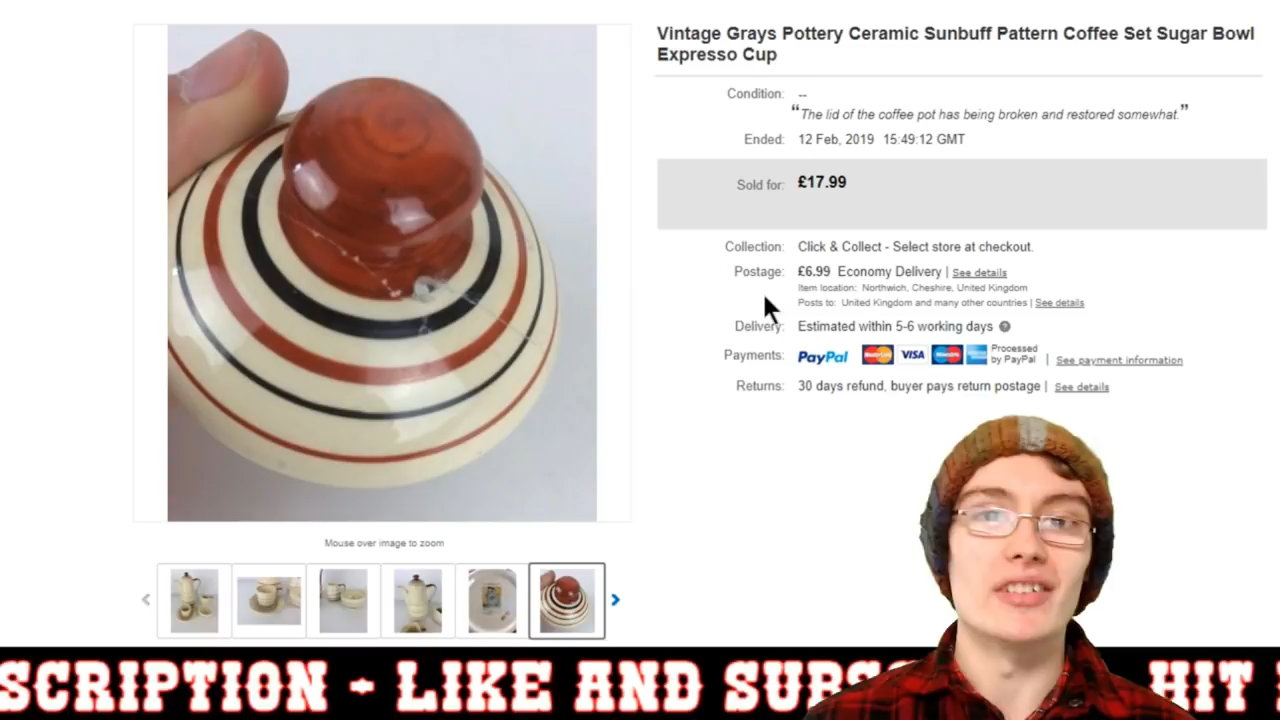 Vintage Grays Pottery Ceramic Sunbuff Pattern Coffee Set Sugar Bowl
Expresso Cup
Condition: --
“The lid of the coffee pot has being broken and restored somewhat.”
Ended: 12 Feb, 2019 15:49:12 GMT
Sold for: £17.99
Collection: Click & Collect - Select store at checkout.
Postage: £6.99 Economy Delivery | See details
Item location: Northwich, Cheshire, United Kingdom
Posts to: United Kingdom and many other countries | See details
Delivery: Estimated within 5-6 working days
Payments: PayPal MasterCard VISA Maestro Processed by PayPal | See payment information
Returns: 30 days refund, buyer pays return postage | See details
Mouse over image to zoom
SCRIPTION - LIKE AND SUBS HIT